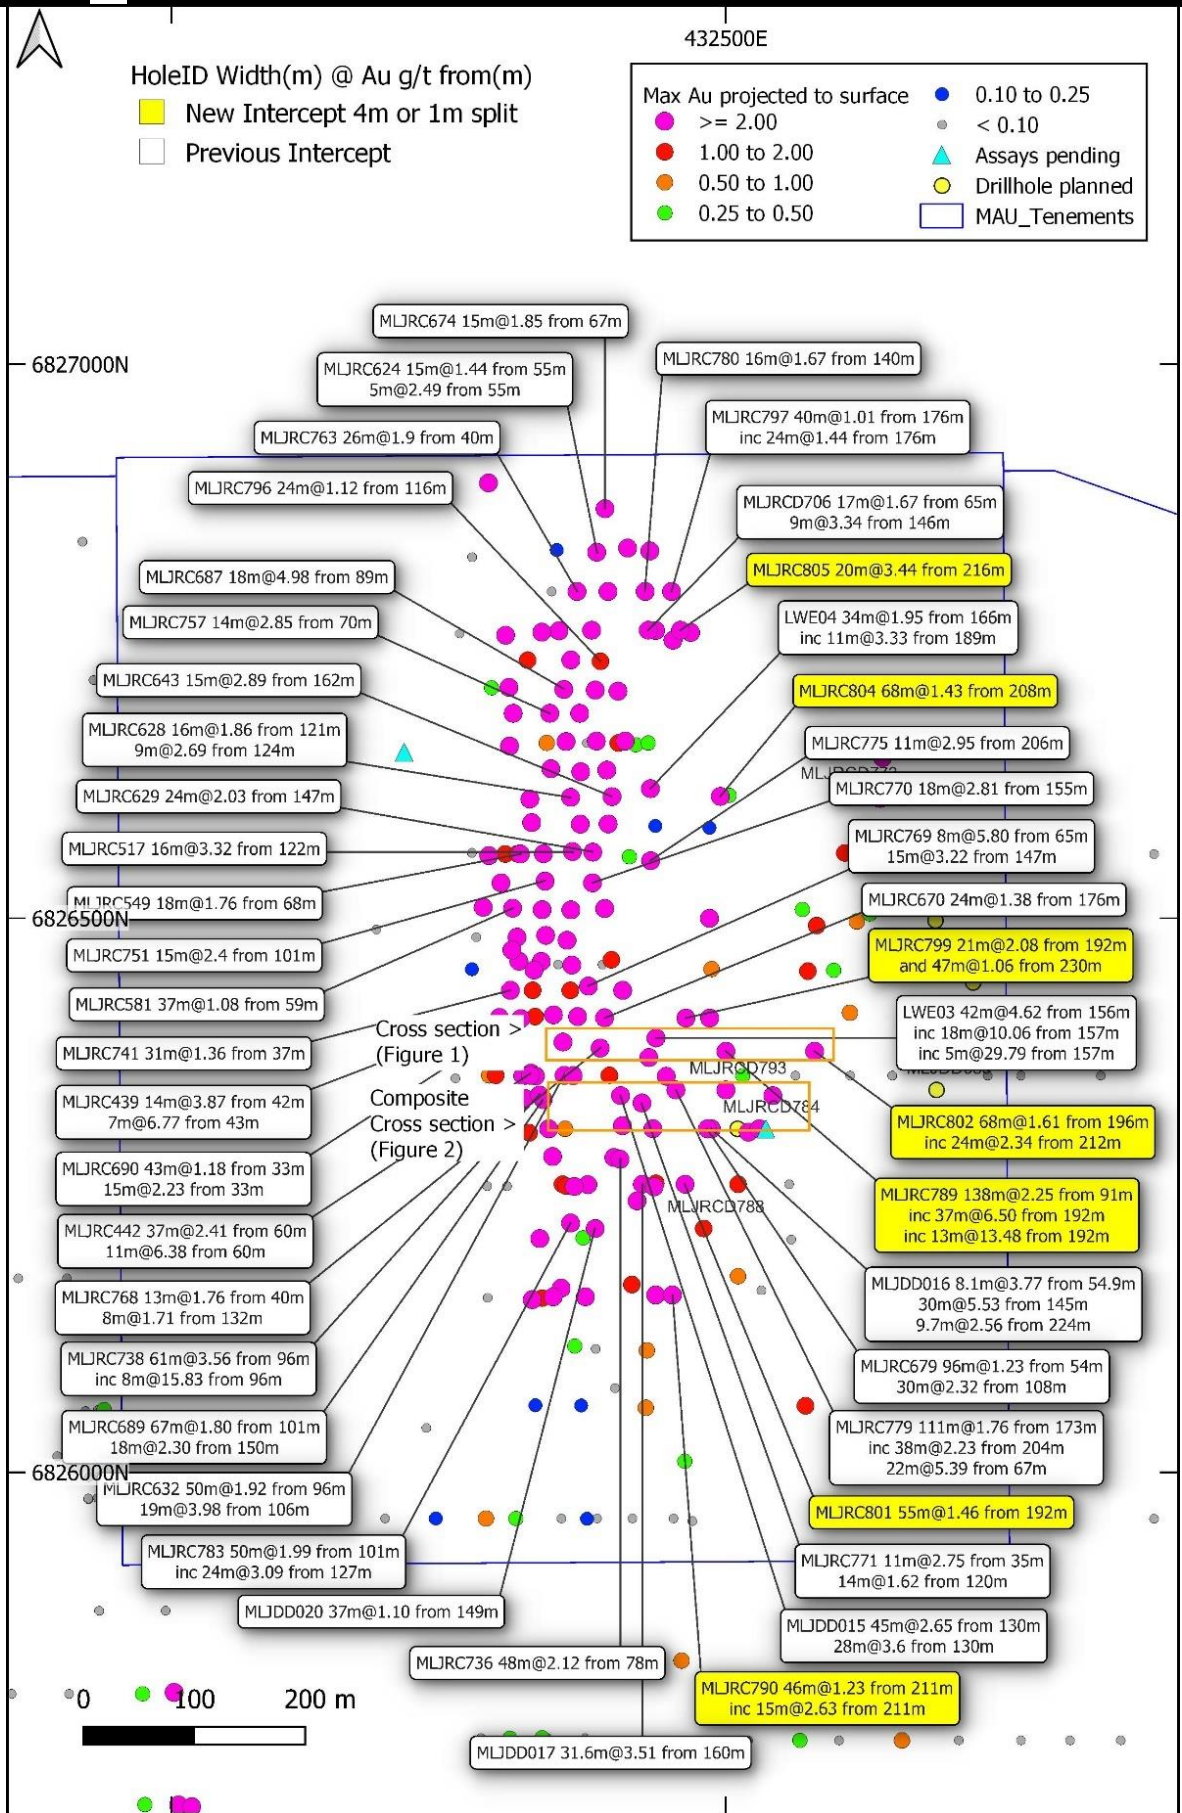 432500E
HoleID Width(m) @ Au g/t from(m)
New Intercept 4m or 1m split
Previous Intercept
Max Au projected to surface
>= 2.00
1.00 to 2.00
0.50 to 1.00
0.25 to 0.50
0.10 to 0.25
< 0.10
Assays pending
Drillhole planned
MAU_Tenements
6827000N
MLJRC674 15m@1.85 from 67m
MLJRC624 15m@1.44 from 55m
5m@2.49 from 55m
MLJRC780 16m@1.67 from 140m
MLJRC763 26m@1.9 from 40m
MLJRC797 40m@1.01 from 176m
inc 24m@1.44 from 176m
MLJRC796 24m@1.12 from 116m
MLJRCD706 17m@1.67 from 65m
9m@3.34 from 146m
MLJRC687 18m@4.98 from 89m
MLJRC805 20m@3.44 from 216m
MLJRC757 14m@2.85 from 70m
LWE04 34m@1.95 from 166m
inc 11m@3.33 from 189m
MLJRC643 15m@2.89 from 162m
MLJRC804 68m@1.43 from 208m
MLJRC628 16m@1.86 from 121m
9m@2.69 from 124m
MLJRC775 11m@2.95 from 206m
MLJRC629 24m@2.03 from 147m
MLJRC770 18m@2.81 from 155m
MLJRC517 16m@3.32 from 122m
MLJRC769 8m@5.80 from 65m
15m@3.22 from 147m
MLJRC549 18m@1.76 from 68m
MLJRC670 24m@1.38 from 176m
6826500N
MLJRC751 15m@2.4 from 101m
MLJRC799 21m@2.08 from 192m
and 47m@1.06 from 230m
MLJRC581 37m@1.08 from 59m
LWE03 42m@4.62 from 156m
inc 18m@10.06 from 157m
inc 5m@29.79 from 157m
Cross section >
(Figure 1)
MLJRC741 31m@1.36 from 37m
MLJRCD793
MLJRC439 14m@3.87 from 42m
7m@6.77 from 43m
Composite
Cross section >
(Figure 2)
MLJRCD784
MLJRC802 68m@1.61 from 196m
inc 24m@2.34 from 212m
MLJRC690 43m@1.18 from 33m
15m@2.23 from 33m
MLJRCD788
MLJRC789 138m@2.25 from 91m
inc 37m@6.50 from 192m
inc 13m@13.48 from 192m
MLJRC442 37m@2.41 from 60m
11m@6.38 from 60m
MLJDD016 8.1m@3.77 from 54.9m
30m@5.53 from 145m
9.7m@2.56 from 224m
MLJRC768 13m@1.76 from 40m
8m@1.71 from 132m
MLJRC738 61m@3.56 from 96m
inc 8m@15.83 from 96m
MLJRC679 96m@1.23 from 54m
30m@2.32 from 108m
MLJRC689 67m@1.80 from 101m
18m@2.30 from 150m
MLJRC779 111m@1.76 from 173m
inc 38m@2.23 from 204m
22m@5.39 from 67m
6826000N
MLJRC632 50m@1.92 from 96m
19m@3.98 from 106m
MLJRC801 55m@1.46 from 192m
MLJRC783 50m@1.99 from 101m
inc 24m@3.09 from 127m
MLJRC771 11m@2.75 from 35m
14m@1.62 from 120m
MLJDD020 37m@1.10 from 149m
MLJDD015 45m@2.65 from 130m
28m@3.6 from 130m
MLJRC736 48m@2.12 from 78m
MLJRC790 46m@1.23 from 211m
inc 15m@2.63 from 211m
0 100 200 m
MLJDD017 31.6m@3.51 from 160m